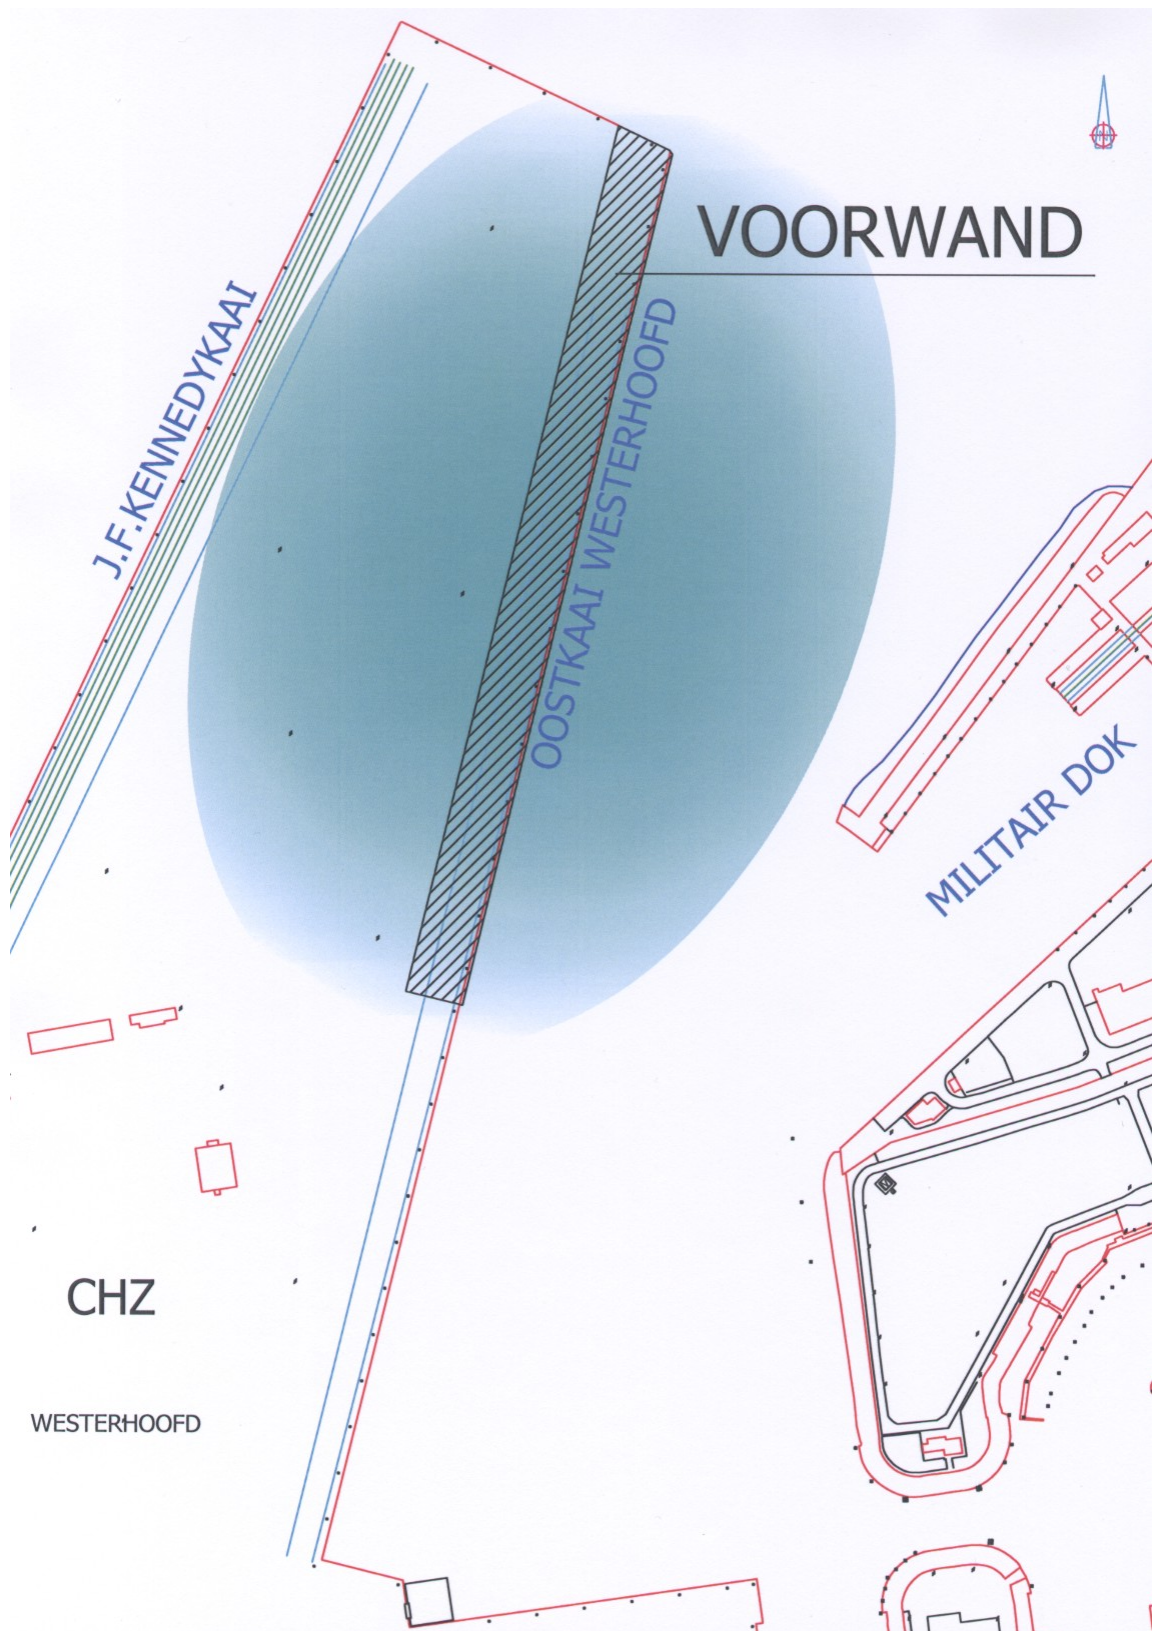 VOORWAND
J.F.KENNEDYKAAI
OOSTKAAI WESTERHOOFD
MILITAIR DOK
CHZ
WESTERHOOFD